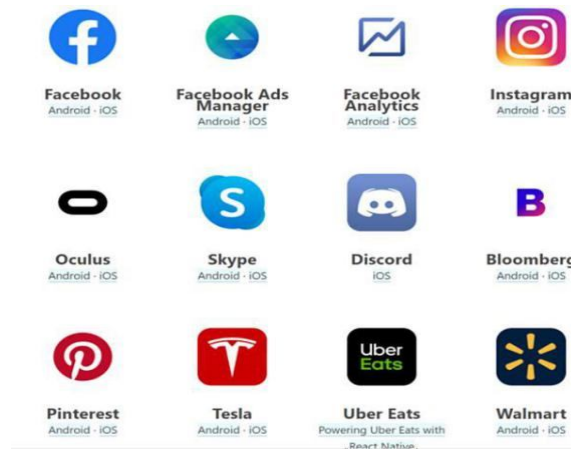 Facebook
Android · iOS
Facebook Ads
Manager
Android · iOS
Facebook
Analytics
Android · iOS
Instagram
Android · iOS
Oculus
Android · iOS
S
Skype
Android · iOS
Discord
iOS
B
Bloomberg
Android · iOS
Pinterest
Android · iOS
Tesla
Android · iOS
Uber
Eats
Uber Eats
Powering Uber Eats with
React Native
Walmart
Android · iOS